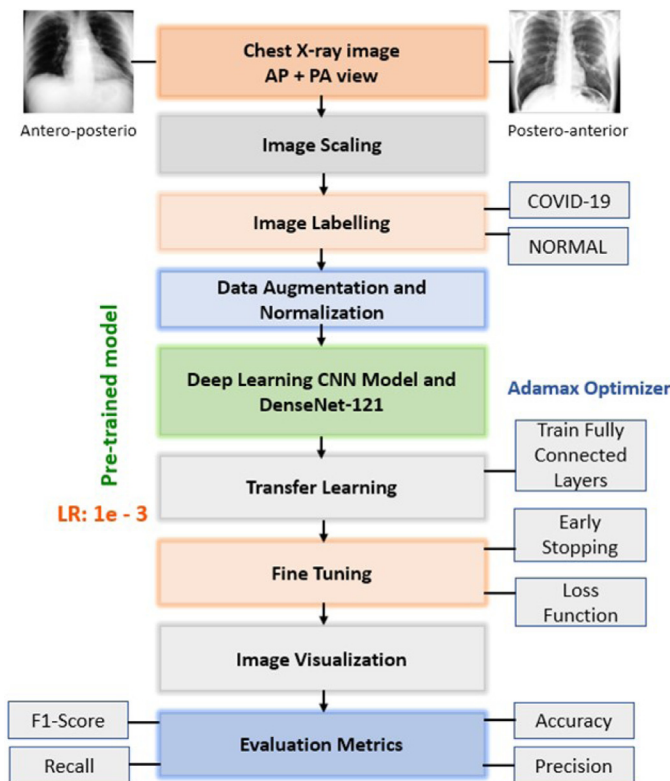 Chest X-ray image
AP + PA view
Antero-posterio
Postero-anterior
Image Scaling
Image Labelling
COVID-19
NORMAL
Data Augmentation and
Normalization
Pre-trained model
Deep Learning CNN Model and
DenseNet-121
Adamax Optimizer
Transfer Learning
Train Fully
Connected
Layers
LR: 1e - 3
Fine Tuning
Early
Stopping
Loss
Function
Image Visualization
F1-Score
Recall
Evaluation Metrics
Accuracy
Precision